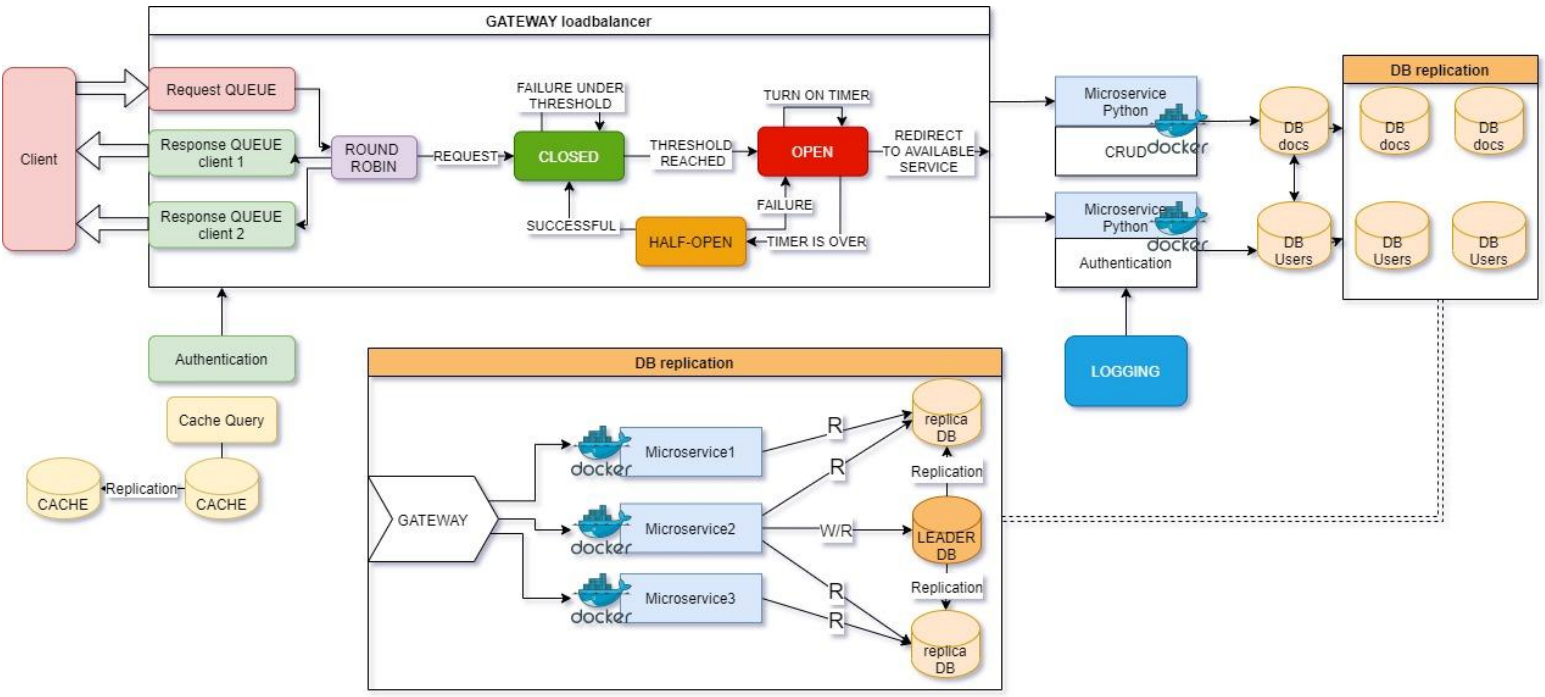 GATEWAY loadbalancer
Client
Request QUEUE
Response QUEUE
client 1
Response QUEUE
client 2
ROUND
ROBIN
REQUEST
FAILURE UNDER
THRESHOLD
CLOSED
THRESHOLD
REACHED
TURN ON TIMER
OPEN
REDIRECT
TO AVAILABLE
SERVICE
SUCCESSFUL
HALF-OPEN
FAILURE
TIMER IS OVER
Microservice
Python
docker
CRUD
Microservice
Python
docker
Authentication
LOGGING
DB
docs
DB
Users
DB replication
DB
docs
DB
docs
DB
Users
DB
Users
Authentication
Cache Query
CACHE
Replication
CACHE
DB replication
GATEWAY
docker
Microservice1
docker
Microservice2
docker
Microservice3
R
R
W/R
R
R
replica
DB
Replication
LEADER
DB
Replication
replica
DB